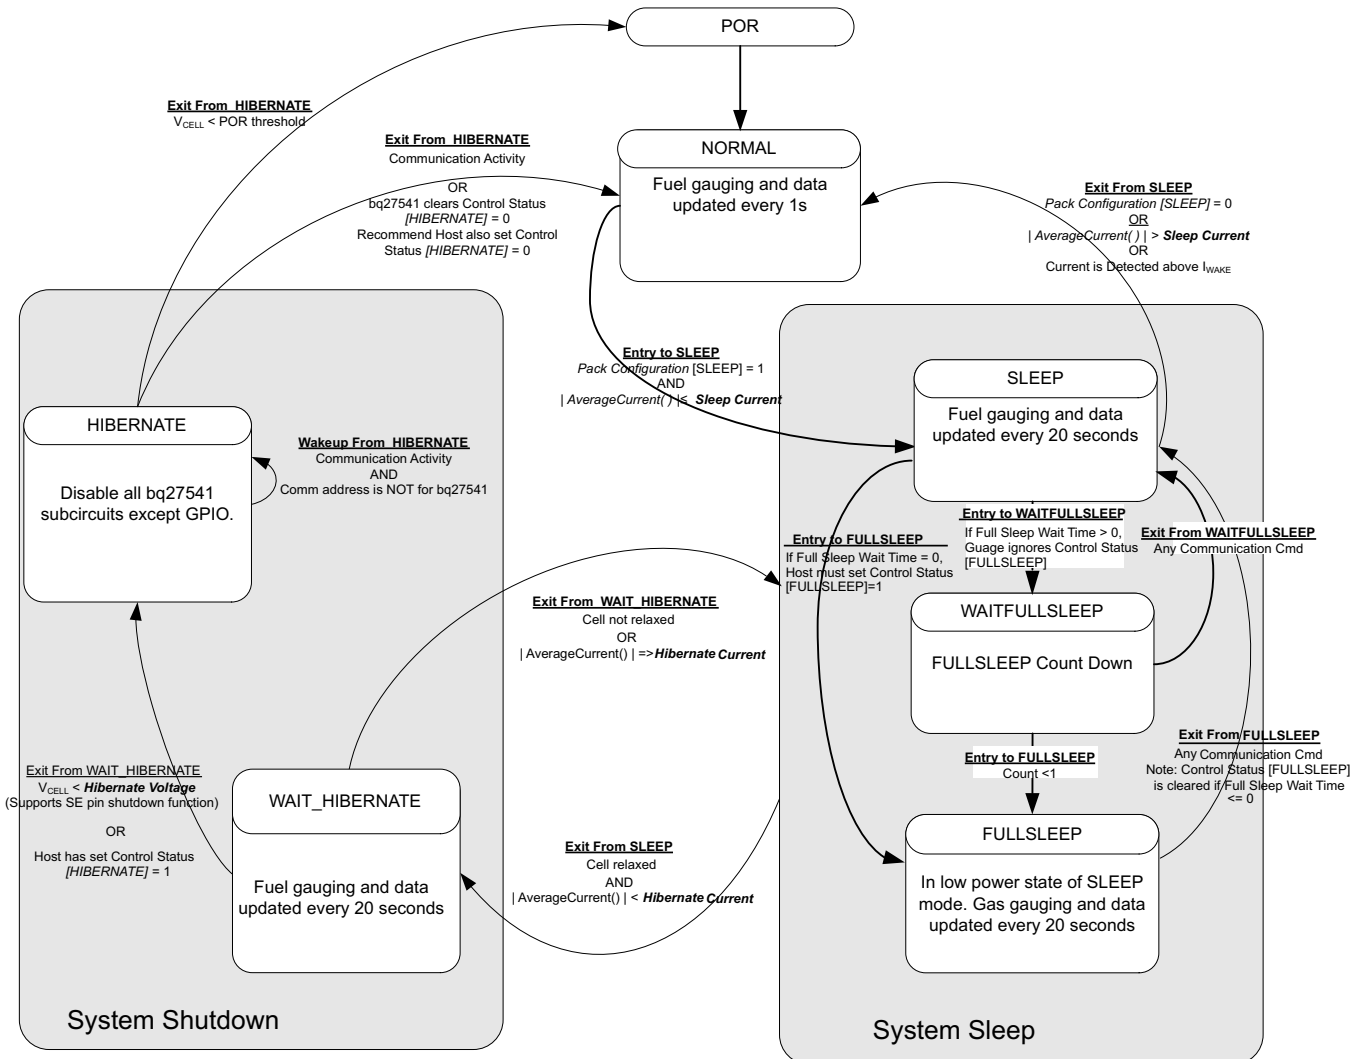 POR
Exit From HIBERNATE
VCELL < POR threshold
Exit From HIBERNATE
Communication Activity
OR
bq27541 clears Control Status
[HIBERNATE] = 0
Recommend Host also set Control
Status [HIBERNATE] = 0
NORMAL
Fuel gauging and data
updated every 1s
Exit From SLEEP
Pack Configuration [SLEEP] = 0
OR
| AverageCurrent( ) | > Sleep Current
OR
Current is Detected above IWAKE
Entry to SLEEP
Pack Configuration [SLEEP] = 1
AND
| AverageCurrent( ) |≤ Sleep Current
SLEEP
Fuel gauging and data
updated every 20 seconds
HIBERNATE
Disable all bq27541
subcircuits except GPIO.
Wakeup From HIBERNATE
Communication Activity
AND
Comm address is NOT for bq27541
Entry to FULLSLEEP
If Full Sleep Wait Time = 0,
Host must set Control Status
[FULLSLEEP]=1
Entry to WAITFULLSLEEP
If Full Sleep Wait Time > 0,
Guage ignores Control Status
[FULLSLEEP]
Exit From WAITFULLSLEEP
Any Communication Cmd
WAITFULLSLEEP
FULLSLEEP Count Down
Exit From WAIT_HIBERNATE
Cell not relaxed
OR
| AverageCurrent() | => Hibernate Current
Entry to FULLSLEEP
Count <1
Exit From FULLSLEEP
Any Communication Cmd
Note: Control Status [FULLSLEEP]
is cleared if Full Sleep Wait Time
<= 0
Exit From WAIT_HIBERNATE
VCELL < Hibernate Voltage
(Supports SE pin shutdown function)
OR
Host has set Control Status
[HIBERNATE] = 1
WAIT_HIBERNATE
Fuel gauging and data
updated every 20 seconds
Exit From SLEEP
Cell relaxed
AND
| AverageCurrent() | < Hibernate Current
FULLSLEEP
In low power state of SLEEP
mode. Gas gauging and data
updated every 20 seconds
System Shutdown
System Sleep